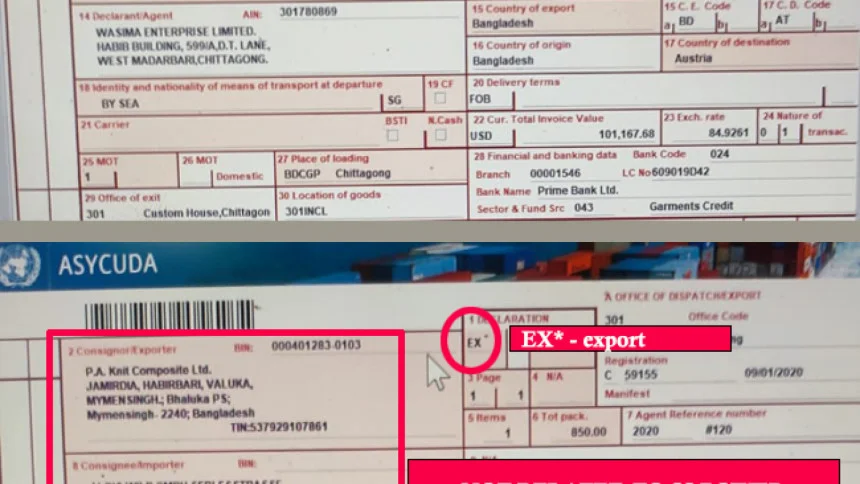 14 Declarant/Agent AIN: 301780869
WASIMA ENTERPRISE LIMITED.
HABIB BUILDING, 599/A,D.T. LANE,
WEST MADARBARI,CHITTAGONG.
15 Country of export
Bangladesh
15 C. E. Code
a| BD b|
17 C. D. Code
a| AT b|
16 Country of origin
Bangladesh
17 Country of destination
Austria
18 Identity and nationality of means of transport at departure
BY SEA SG
19 CF
20 Delivery terms
FOB
21 Carrier
BSTI N.Cash
22 Cur. Total Invoice Value
USD 101,167.68
23 Exch. rate
84.9261
24 Nature of
0 1 transac.
25 MOT
1
26 MOT
Domestic
27 Place of loading
BDCGP Chittagong
28 Financial and banking data Bank Code 024
Branch 00001546 LC No 609019042
Bank Name Prime Bank Ltd.
Sector & Fund Src 043 Garments Credit
29 Office of exit
301 Custom House,Chittagon
30 Location of goods
301INCL
ASYCUDA
2 Consignor/Exporter BIN: 000401283-0103
P.A. Knit Composite Ltd.
JAMIRDIA, HABIRBARI, VALUKA,
MYMENSINGH.; Bhaluka PS;
Mymensingh- 2240; Bangladesh
TIN:537929107861
8 Consignee/Importer BIN:
1 DECLARATION
EX
EX* - export
A OFFICE OF DISPATCH/EXPORT
301 Office Code
Registration
C 59155 09/01/2020
Manifest
3 Page
1 1
4 N/A
5 Items
1
6 Tot pack.
850.00
7 Agent Reference number
2020 #120